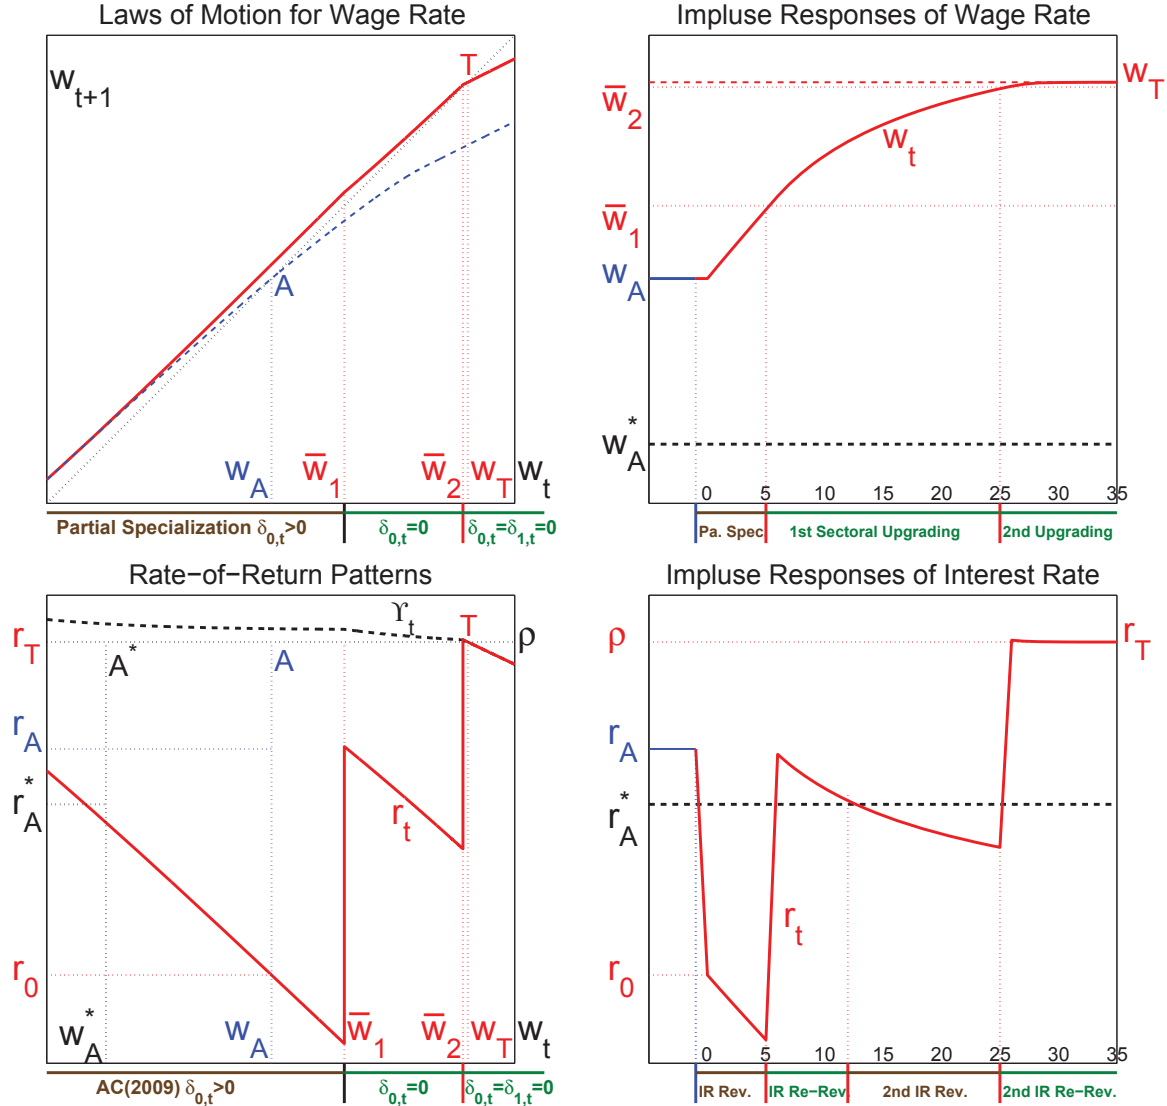 Laws of Motion for Wage Rate
w_{t+1}
T
A
w_A
w̄_1
w̄_2
w_T
w_t
Partial Specialization δ_{0,t}>0
δ_{0,t}=0
δ_{0,t}=δ_{1,t}=0
Impluse Responses of Wage Rate
w̄_2
w_T
w_t
w̄_1
w_A
w_A^*
0 5 10 15 20 25 30 35
Pa. Spec
1st Sectoral Upgrading
2nd Upgrading
Rate−of−Return Patterns
ϒ_t
T
r_T
ρ
A^*
A
r_A
r_A^*
r_t
r_0
w_A^*
w_A
w̄_1
w̄_2
w_T
w_t
AC(2009) δ_{0,t}>0
δ_{0,t}=0
δ_{0,t}=δ_{1,t}=0
Impluse Responses of Interest Rate
ρ
r_T
r_A
r_A^*
r_t
r_0
0 5 10 15 20 25 30 35
IR Rev.
IR Re−Rev.
2nd IR Rev.
2nd IR Re−Rev.